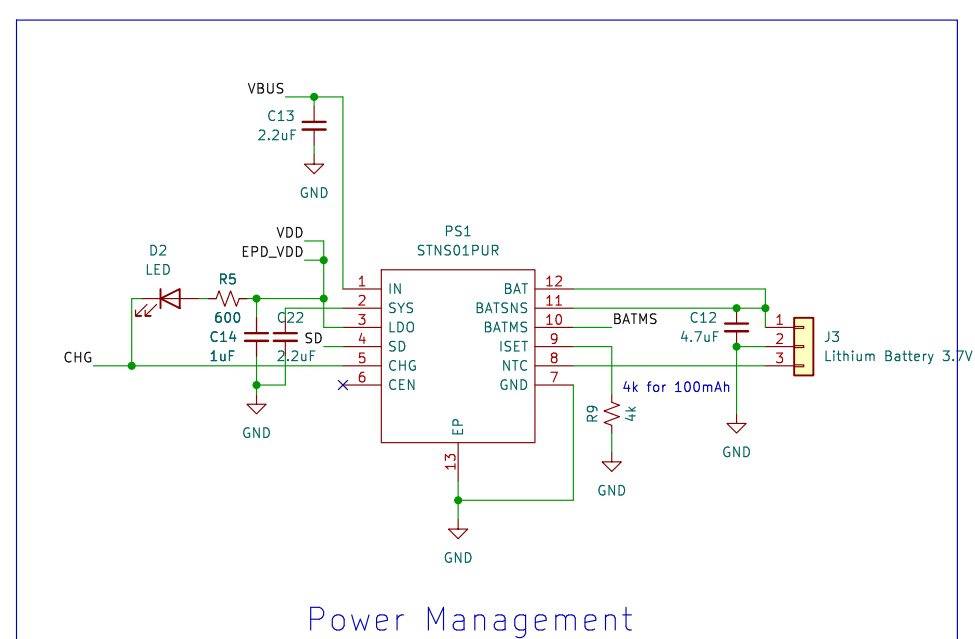 VBUS
C13
2.2uF
GND
VDD
EPD_VDD
PS1
STNS01PUR
D2
LED
R5
600
C14
1uF
C22
2.2uF
SD
CHG
GND
1
IN
2
SYS
3
LDO
4
SD
5
CHG
6
CEN
BAT
12
BATSNS
11
BATMS
10
BATMS
ISET
9
NTC
8
GND
7
EP
13
GND
4k for 100mAh
R9
4k
GND
C12
4.7uF
GND
1
2
3
J3
Lithium Battery 3.7V
Power Management